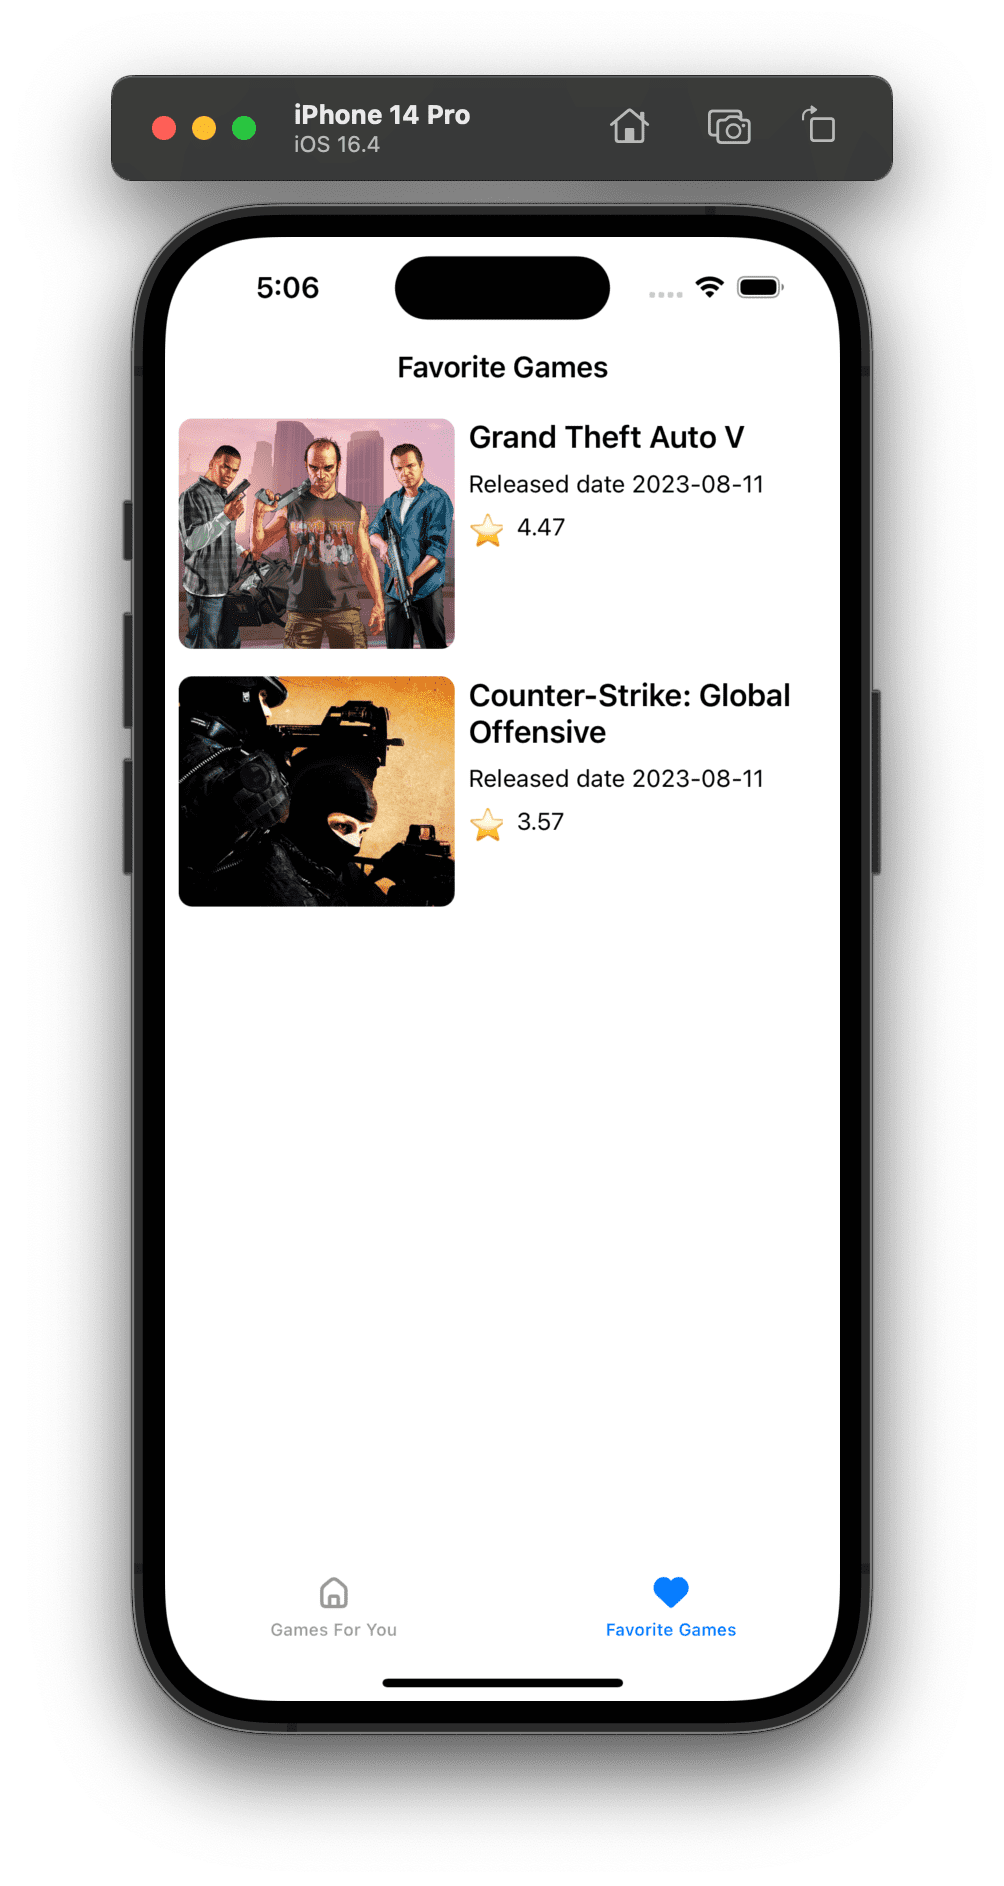 iPhone 14 Pro
iOS 16.4
5:06
Favorite Games
Grand Theft Auto V
Released date 2023-08-11
4.47
Counter-Strike: Global
Offensive
Released date 2023-08-11
3.57
Games For You
Favorite Games